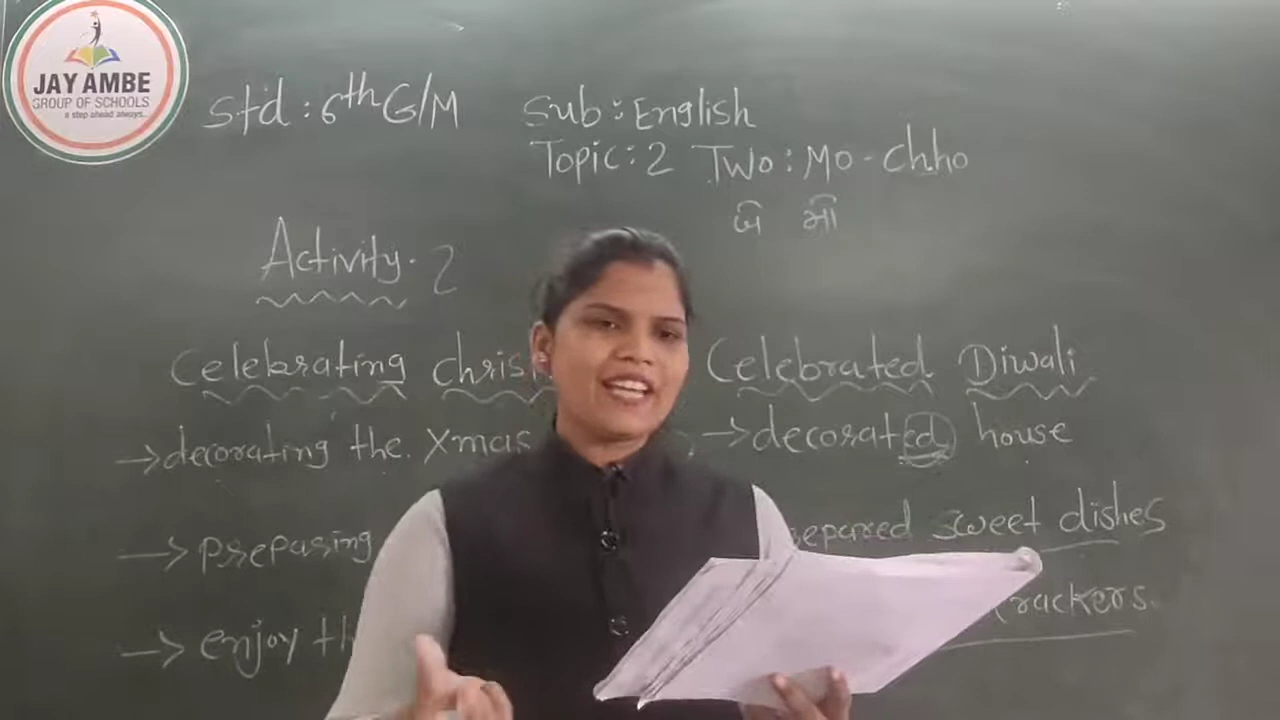 JAY AMBE
GROUP OF SCHOOLS
a step ahead always...
Std : 6th G/M
Sub : English
Topic : 2 Two : Mo - Chho
Activity. 2
Celebrating
decorating the. Xmas
→ preparing
→ enjoy
Celebrated Diwali
→ decorated house
sweet dishes
crackers.